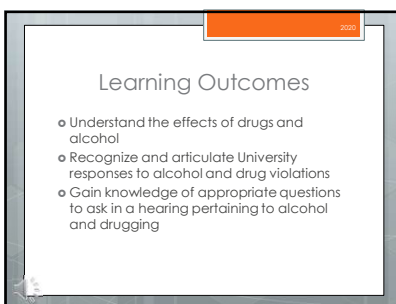 2020
Learning Outcomes
Understand the effects of drugs and
alcohol
Recognize and articulate University
responses to alcohol and drug violations
Gain knowledge of appropriate questions
to ask in a hearing pertaining to alcohol
and drugging